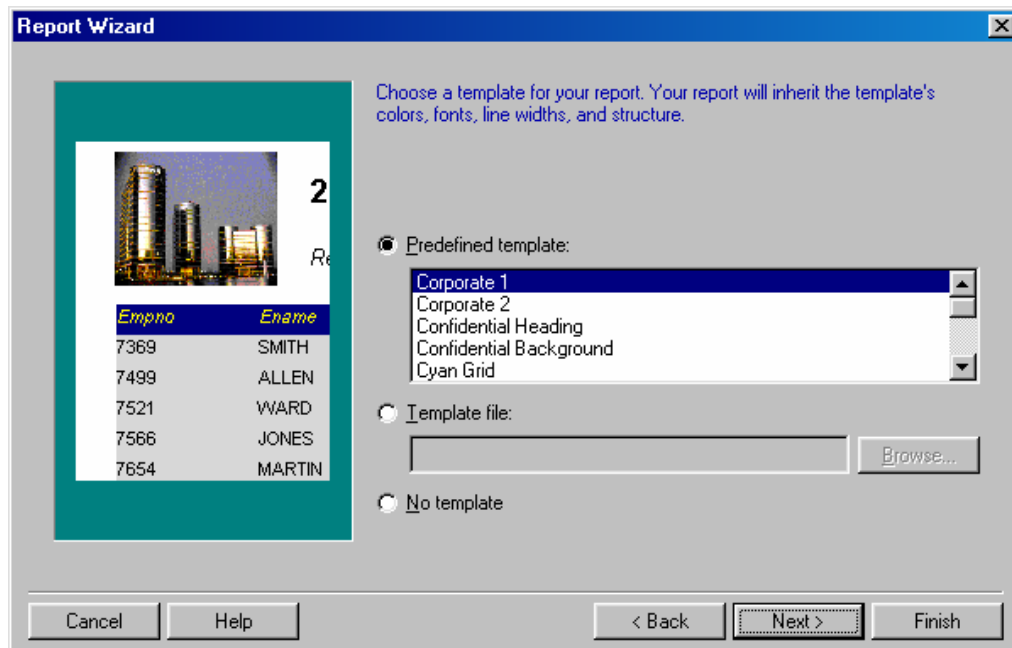 Report Wizard
Choose a template for your report. Your report will inherit the template's
colors, fonts, line widths, and structure.
2
Re
Empno Ename
7369 SMITH
7499 ALLEN
7521 WARD
7566 JONES
7654 MARTIN
Predefined template:
Corporate 1
Corporate 2
Confidential Heading
Confidential Background
Cyan Grid
Template file:
Browse...
No template
Cancel Help < Back Next > Finish